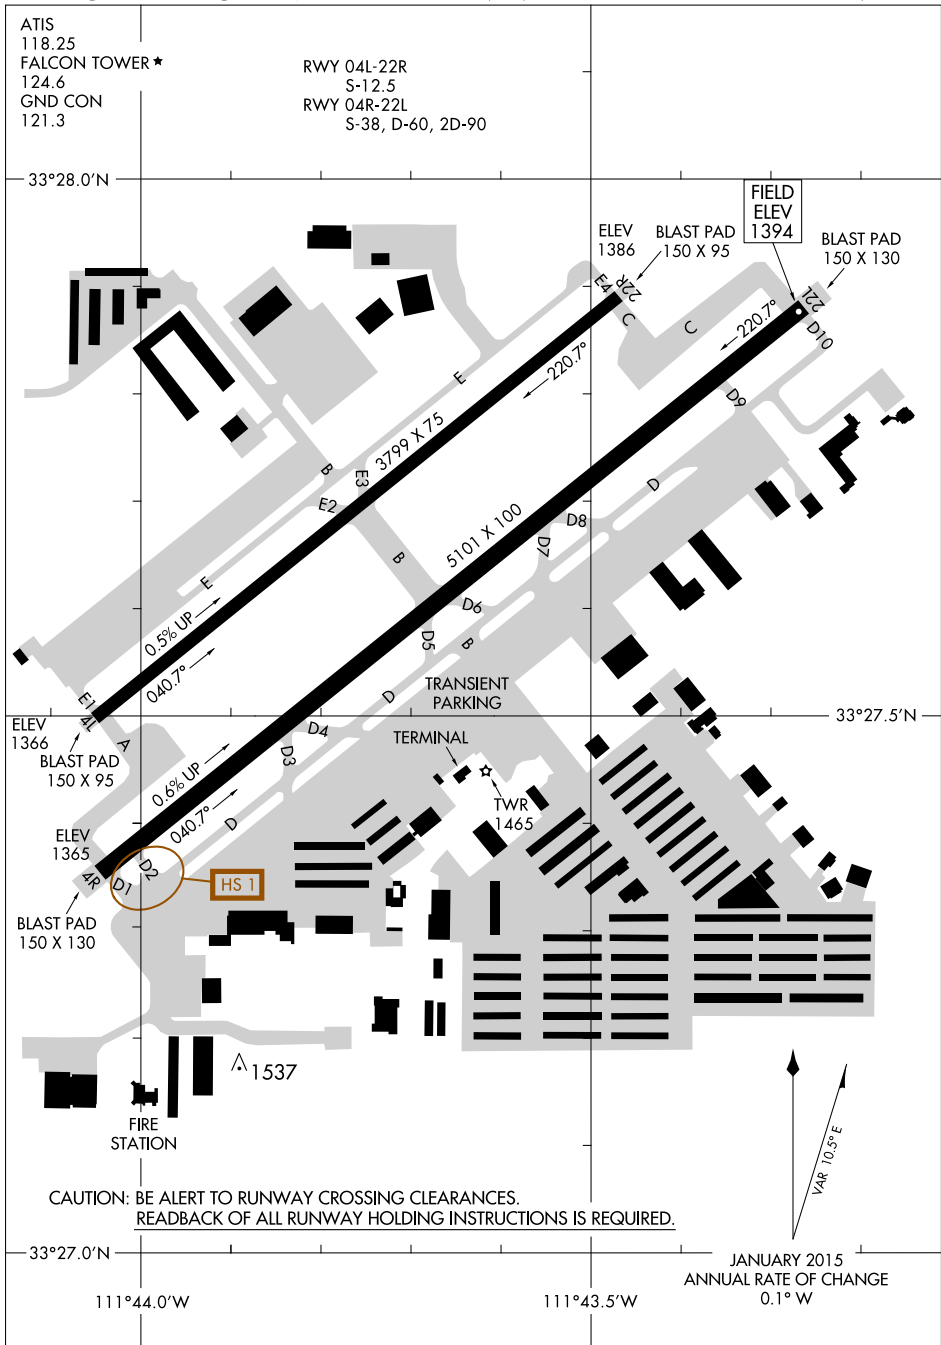 ATIS
118.25
FALCON TOWER★
124.6
GND CON
121.3
RWY 04L-22R
S-12.5
RWY 04R-22L
S-38, D-60, 2D-90
33°28.0'N
FIELD
ELEV
1394
ELEV
1386
BLAST PAD
150 X 95
BLAST PAD
150 X 130
E4
22R
22L
C
C
220.7°
D10
220.7°
E
D9
3799 X 75
B
E3
E2
D
D8
5101 X 100
D7
B
E
D6
0.5% UP
D5
B
040.7°
TRANSIENT
PARKING
E1
4L
D
33°27.5'N
ELEV
1366
A
D4
TERMINAL
BLAST PAD
150 X 95
D3
0.6% UP
TWR
1465
040.7°
D
ELEV
1365
D2
4R
D1
HS 1
BLAST PAD
150 X 130
1537
FIRE
STATION
VAR 10.5° E
CAUTION: BE ALERT TO RUNWAY CROSSING CLEARANCES.
READBACK OF ALL RUNWAY HOLDING INSTRUCTIONS IS REQUIRED.
33°27.0'N
JANUARY 2015
ANNUAL RATE OF CHANGE
0.1° W
111°44.0'W
111°43.5'W